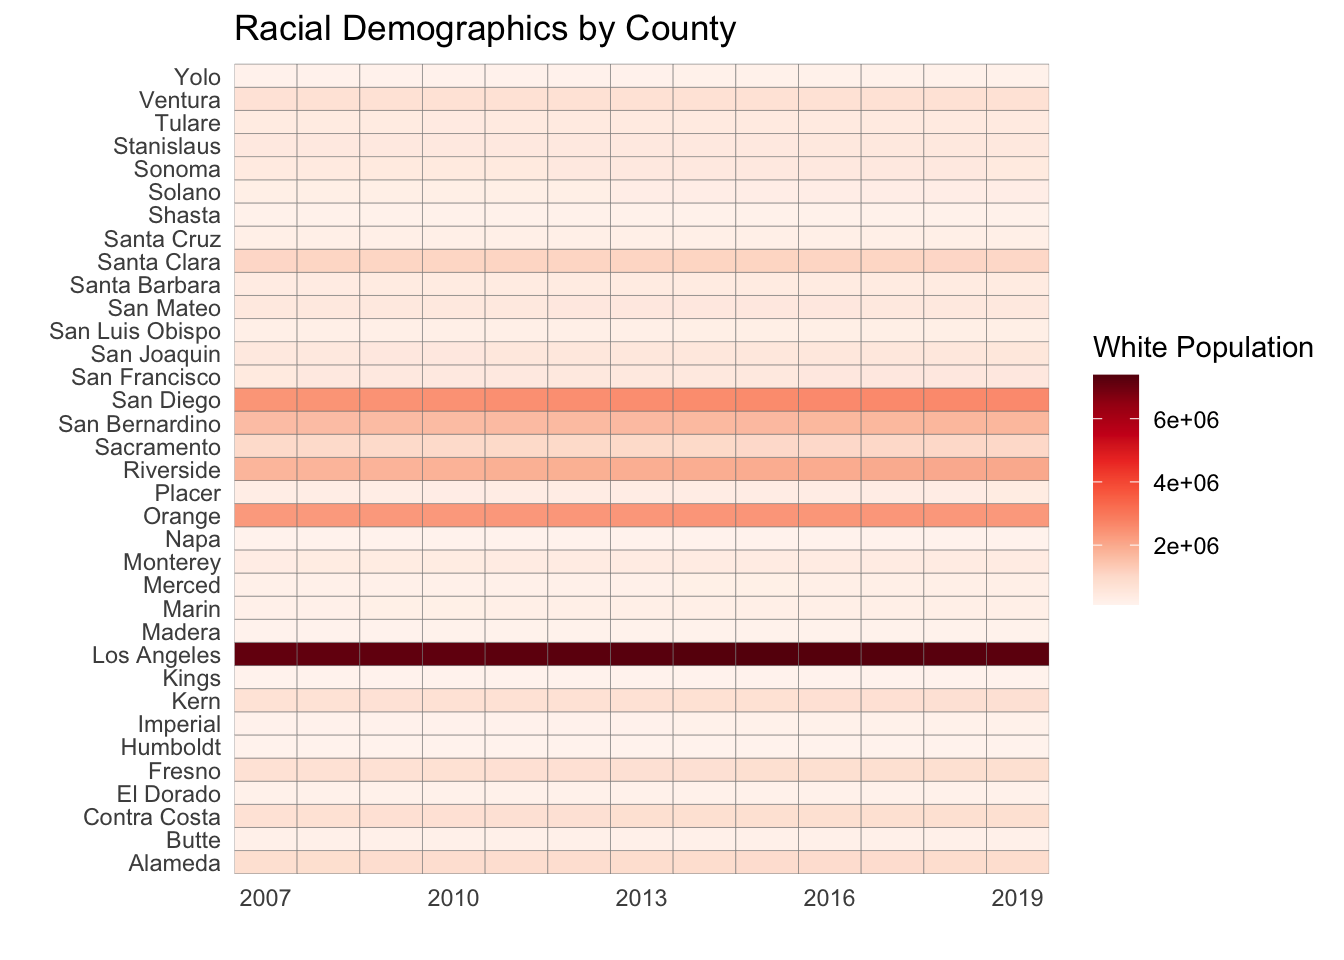 Racial Demographics by County
Yolo
Ventura
Tulare
Stanislaus
Sonoma
Solano
Shasta
Santa Cruz
Santa Clara
Santa Barbara
San Mateo
San Luis Obispo
San Joaquin
San Francisco
San Diego
San Bernardino
Sacramento
Riverside
Placer
Orange
Napa
Monterey
Merced
Marin
Madera
Los Angeles
Kings
Kern
Imperial
Humboldt
Fresno
El Dorado
Contra Costa
Butte
Alameda
2007 2010 2013 2016 2019
White Population
6e+06
4e+06
2e+06